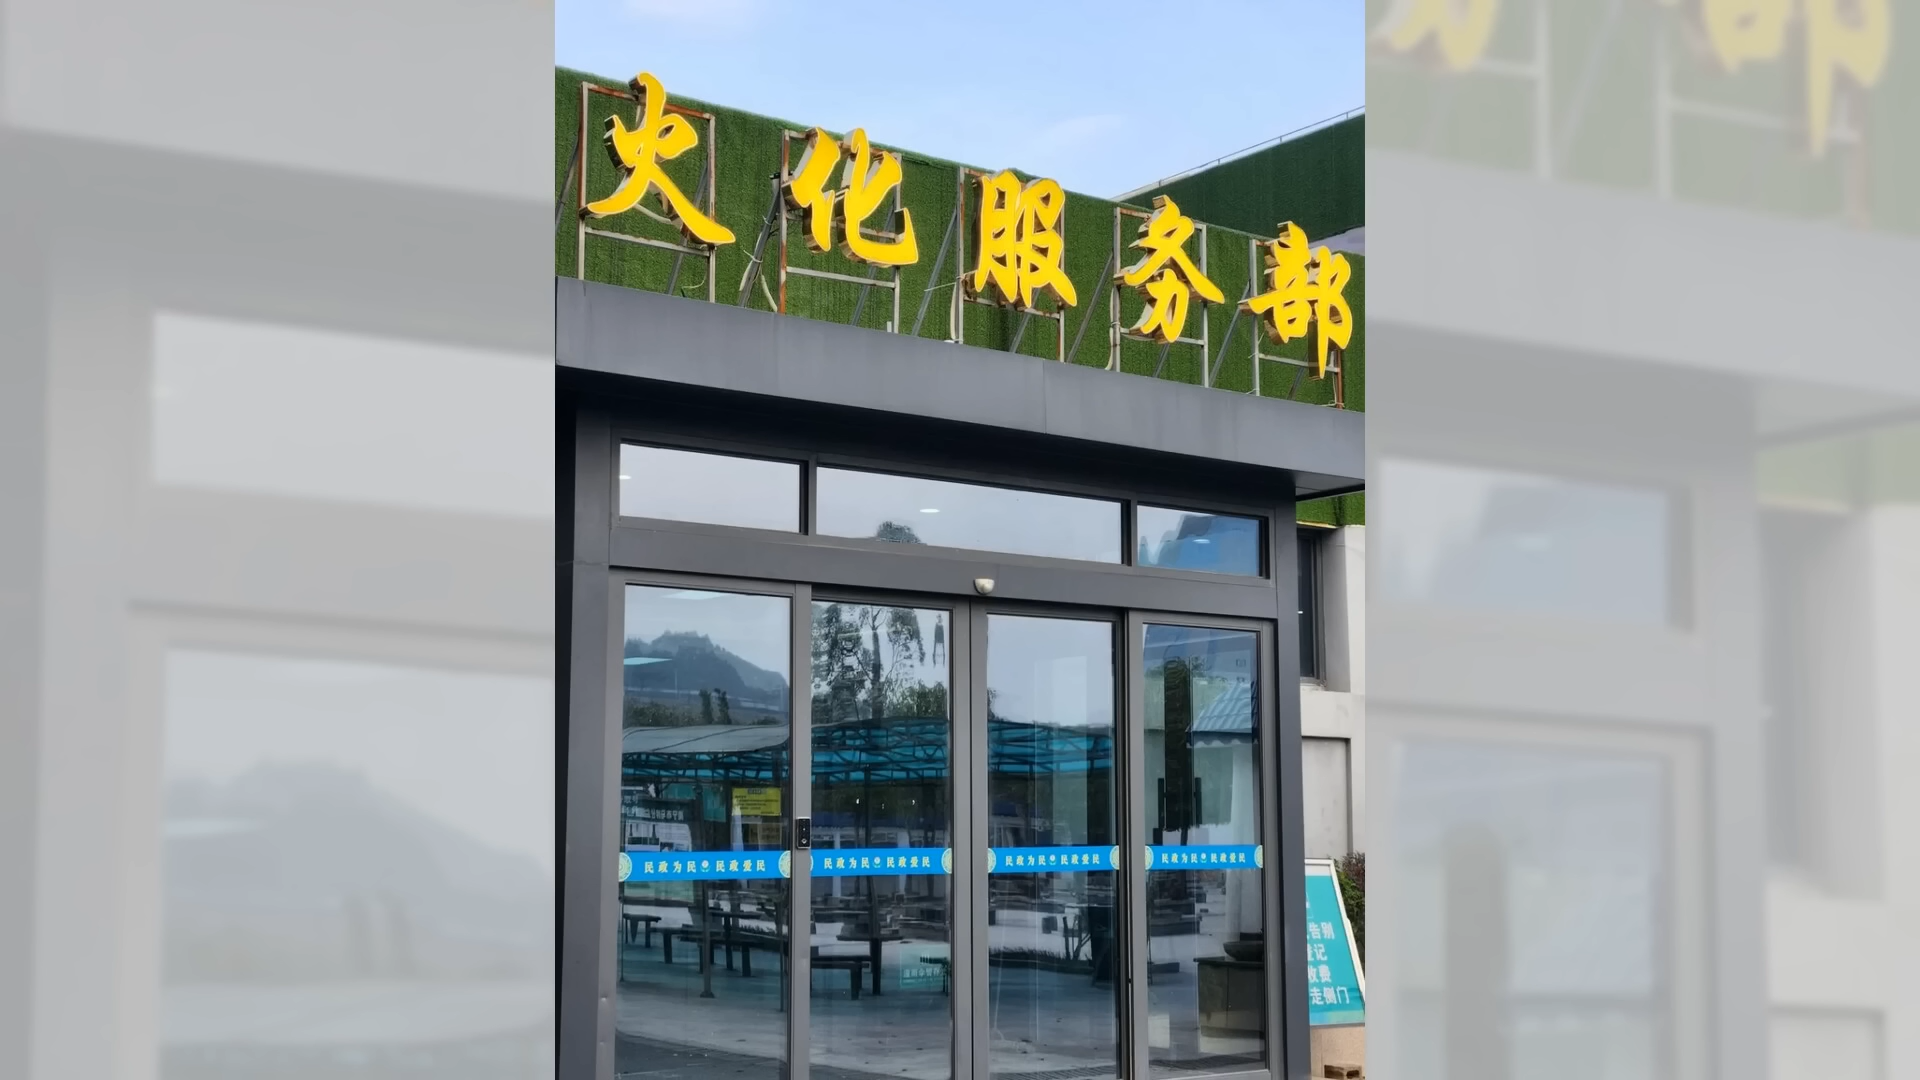 火化服务部
民政为民 民政爱民
民政为民 民政爱民
民政为民 民政爱民
民政为民 民政爱民
告别
登记
收费
走侧门